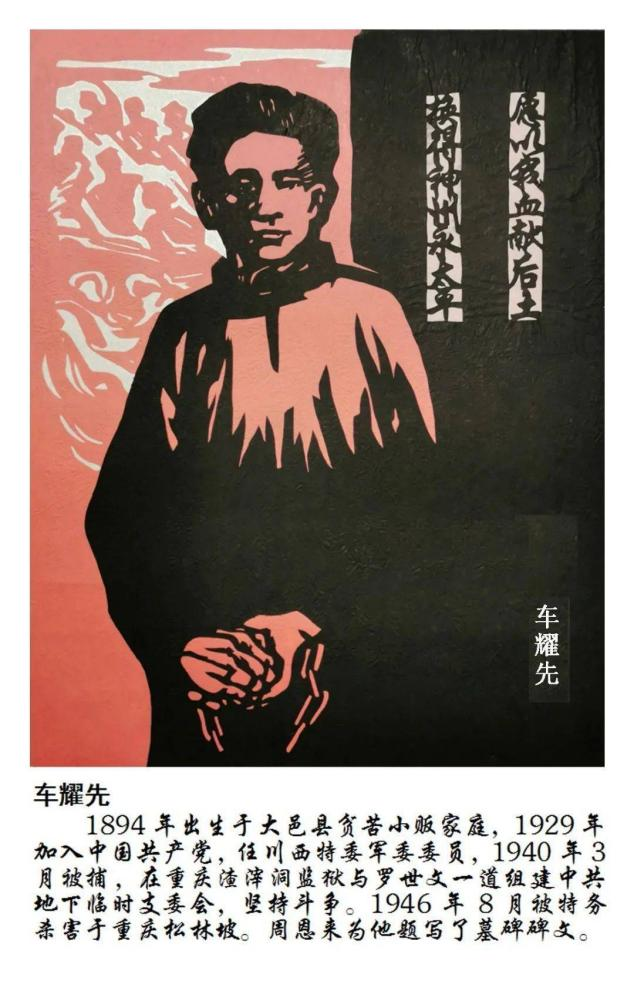 愿以我血献后土
换得神州永太平
车耀先
车耀先
1894年出生于大邑县贫苦小贩家庭，1929年
加入中国共产党，任川西特委军委委员，1940年3
月被捕，在重庆渣滓洞监狱与罗世文一道组建中共
地下临时支委会，坚持斗争。1946年8月被特务
杀害于重庆松林坡。周恩来为他题写了墓碑碑文。